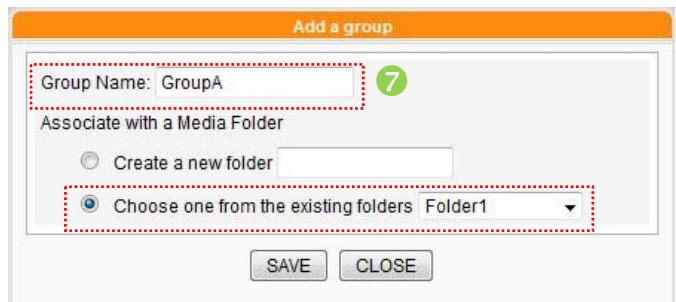 Add a group
Group Name: GroupA 7
Associate with a Media Folder
Create a new folder
Choose one from the existing folders Folder1
SAVE CLOSE